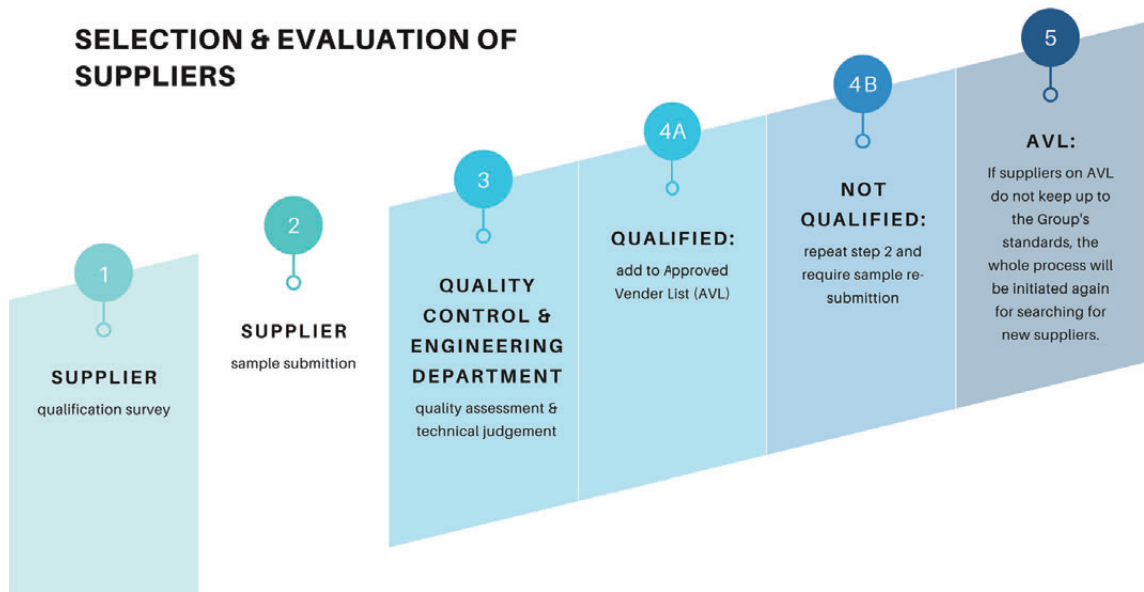 SELECTION & EVALUATION OF
SUPPLIERS
1
SUPPLIER
qualification survey
2
SUPPLIER
sample submittion
3
QUALITY
CONTROL &
ENGINEERING
DEPARTMENT
quality assessment &
technical judgement
4A
QUALIFIED:
add to Approved
Vender List (AVL)
4B
NOT
QUALIFIED:
repeat step 2 and
require sample re-
submittion
5
AVL:
If suppliers on AVL
do not keep up to
the Group's
standards, the
whole process will
be initiated again
for searching for
new suppliers.